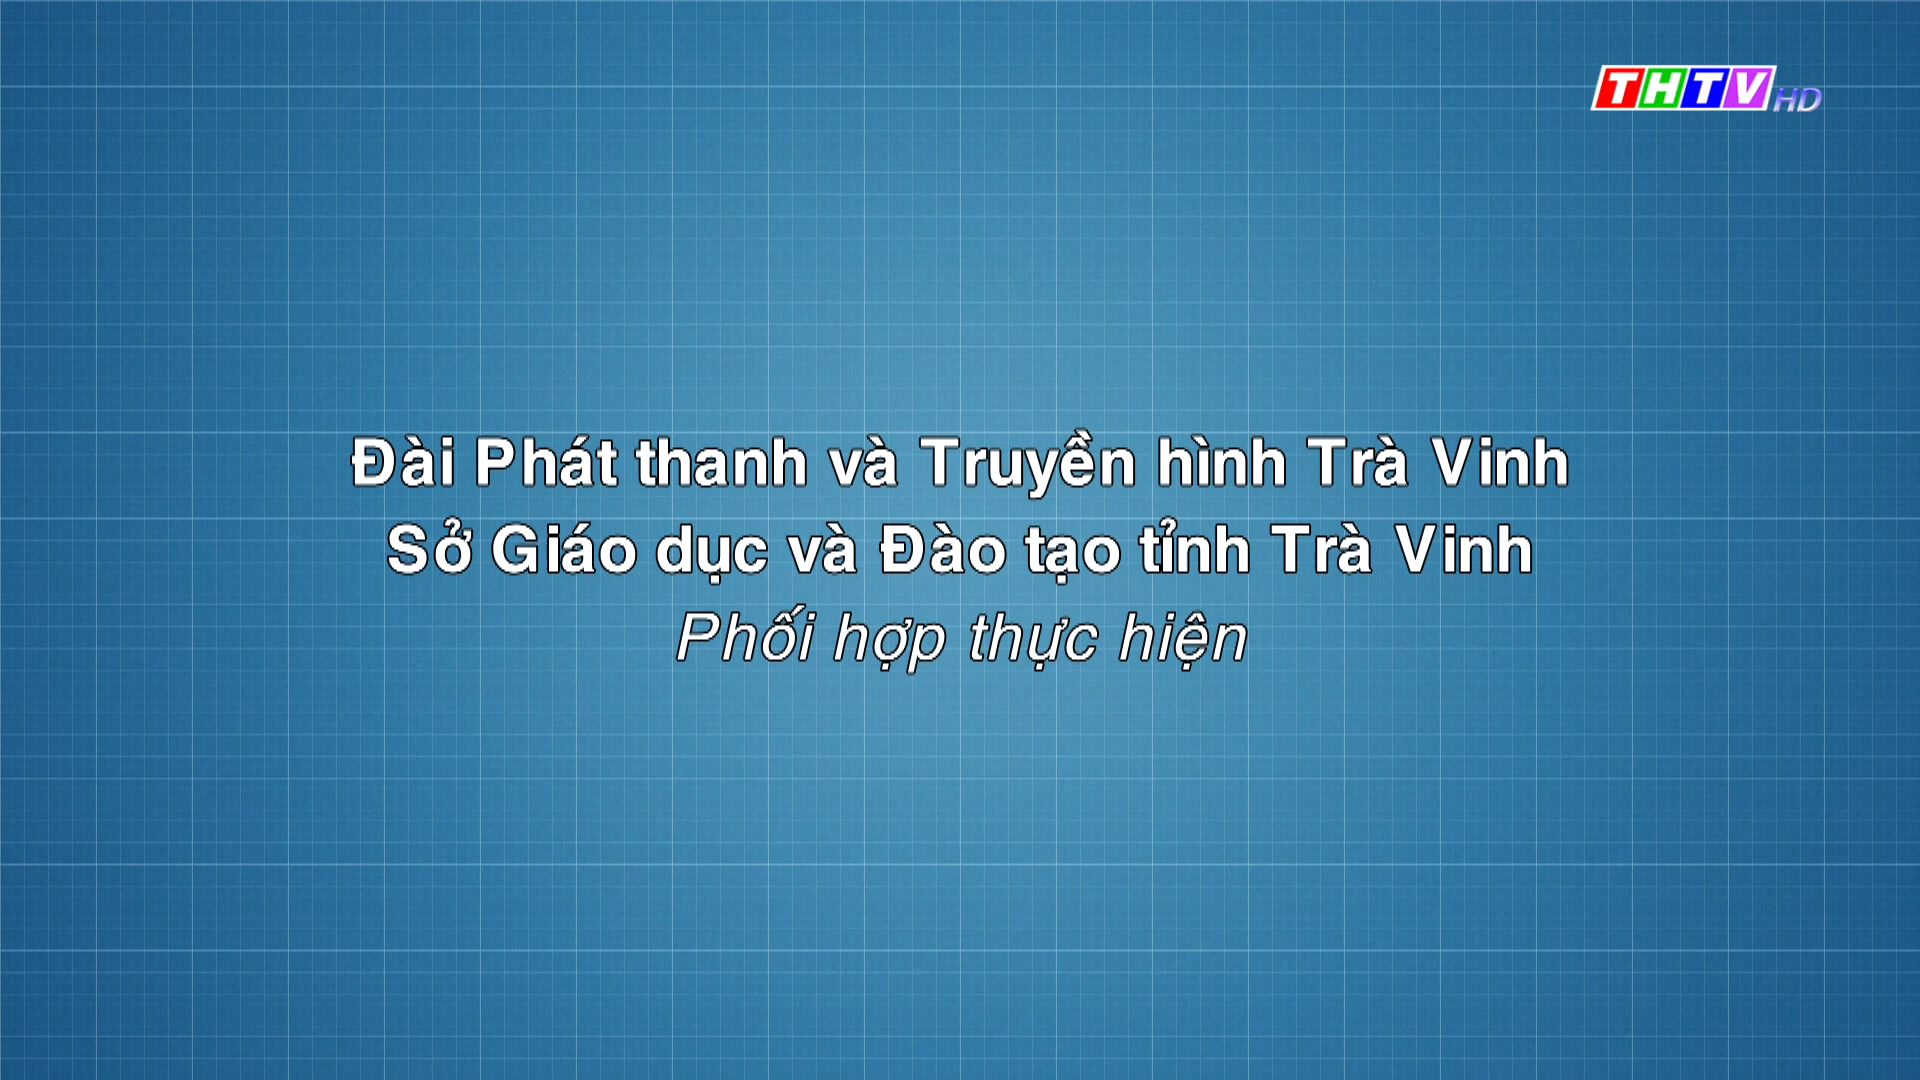 THTV HD
Đài Phát thanh và Truyền hình Trà Vinh
Sở Giáo dục và Đào tạo tỉnh Trà Vinh
Phối hợp thực hiện